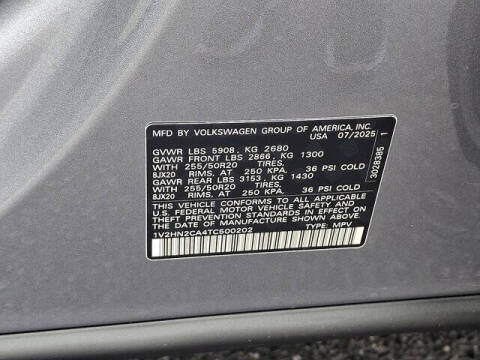 MFD BY VOLKSWAGEN GROUP OF AMERICA, INC.
USA 07/2025
GVWR LBS 5908, KG 2680
GAWR FRONT LBS 2866, KG 1300
WITH 255/50R20 TIRES,
8JX20 RIMS, AT 250 KPA, 36 PSI COLD
GAWR REAR LBS 3153, KG 1430
WITH 255/50R20 TIRES,
8JX20 RIMS, AT 250 KPA, 36 PSI COLD
THIS VEHICLE CONFORMS TO ALL APPLICABLE
U.S. FEDERAL MOTOR VEHICLE SAFETY AND
THEFT PREVENTION STANDARDS IN EFFECT ON THE
DATE OF MANUFACTURE SHOWN ABOVE.
1V2HN2CA4TC500202 TYPE: MPV
3028385 1